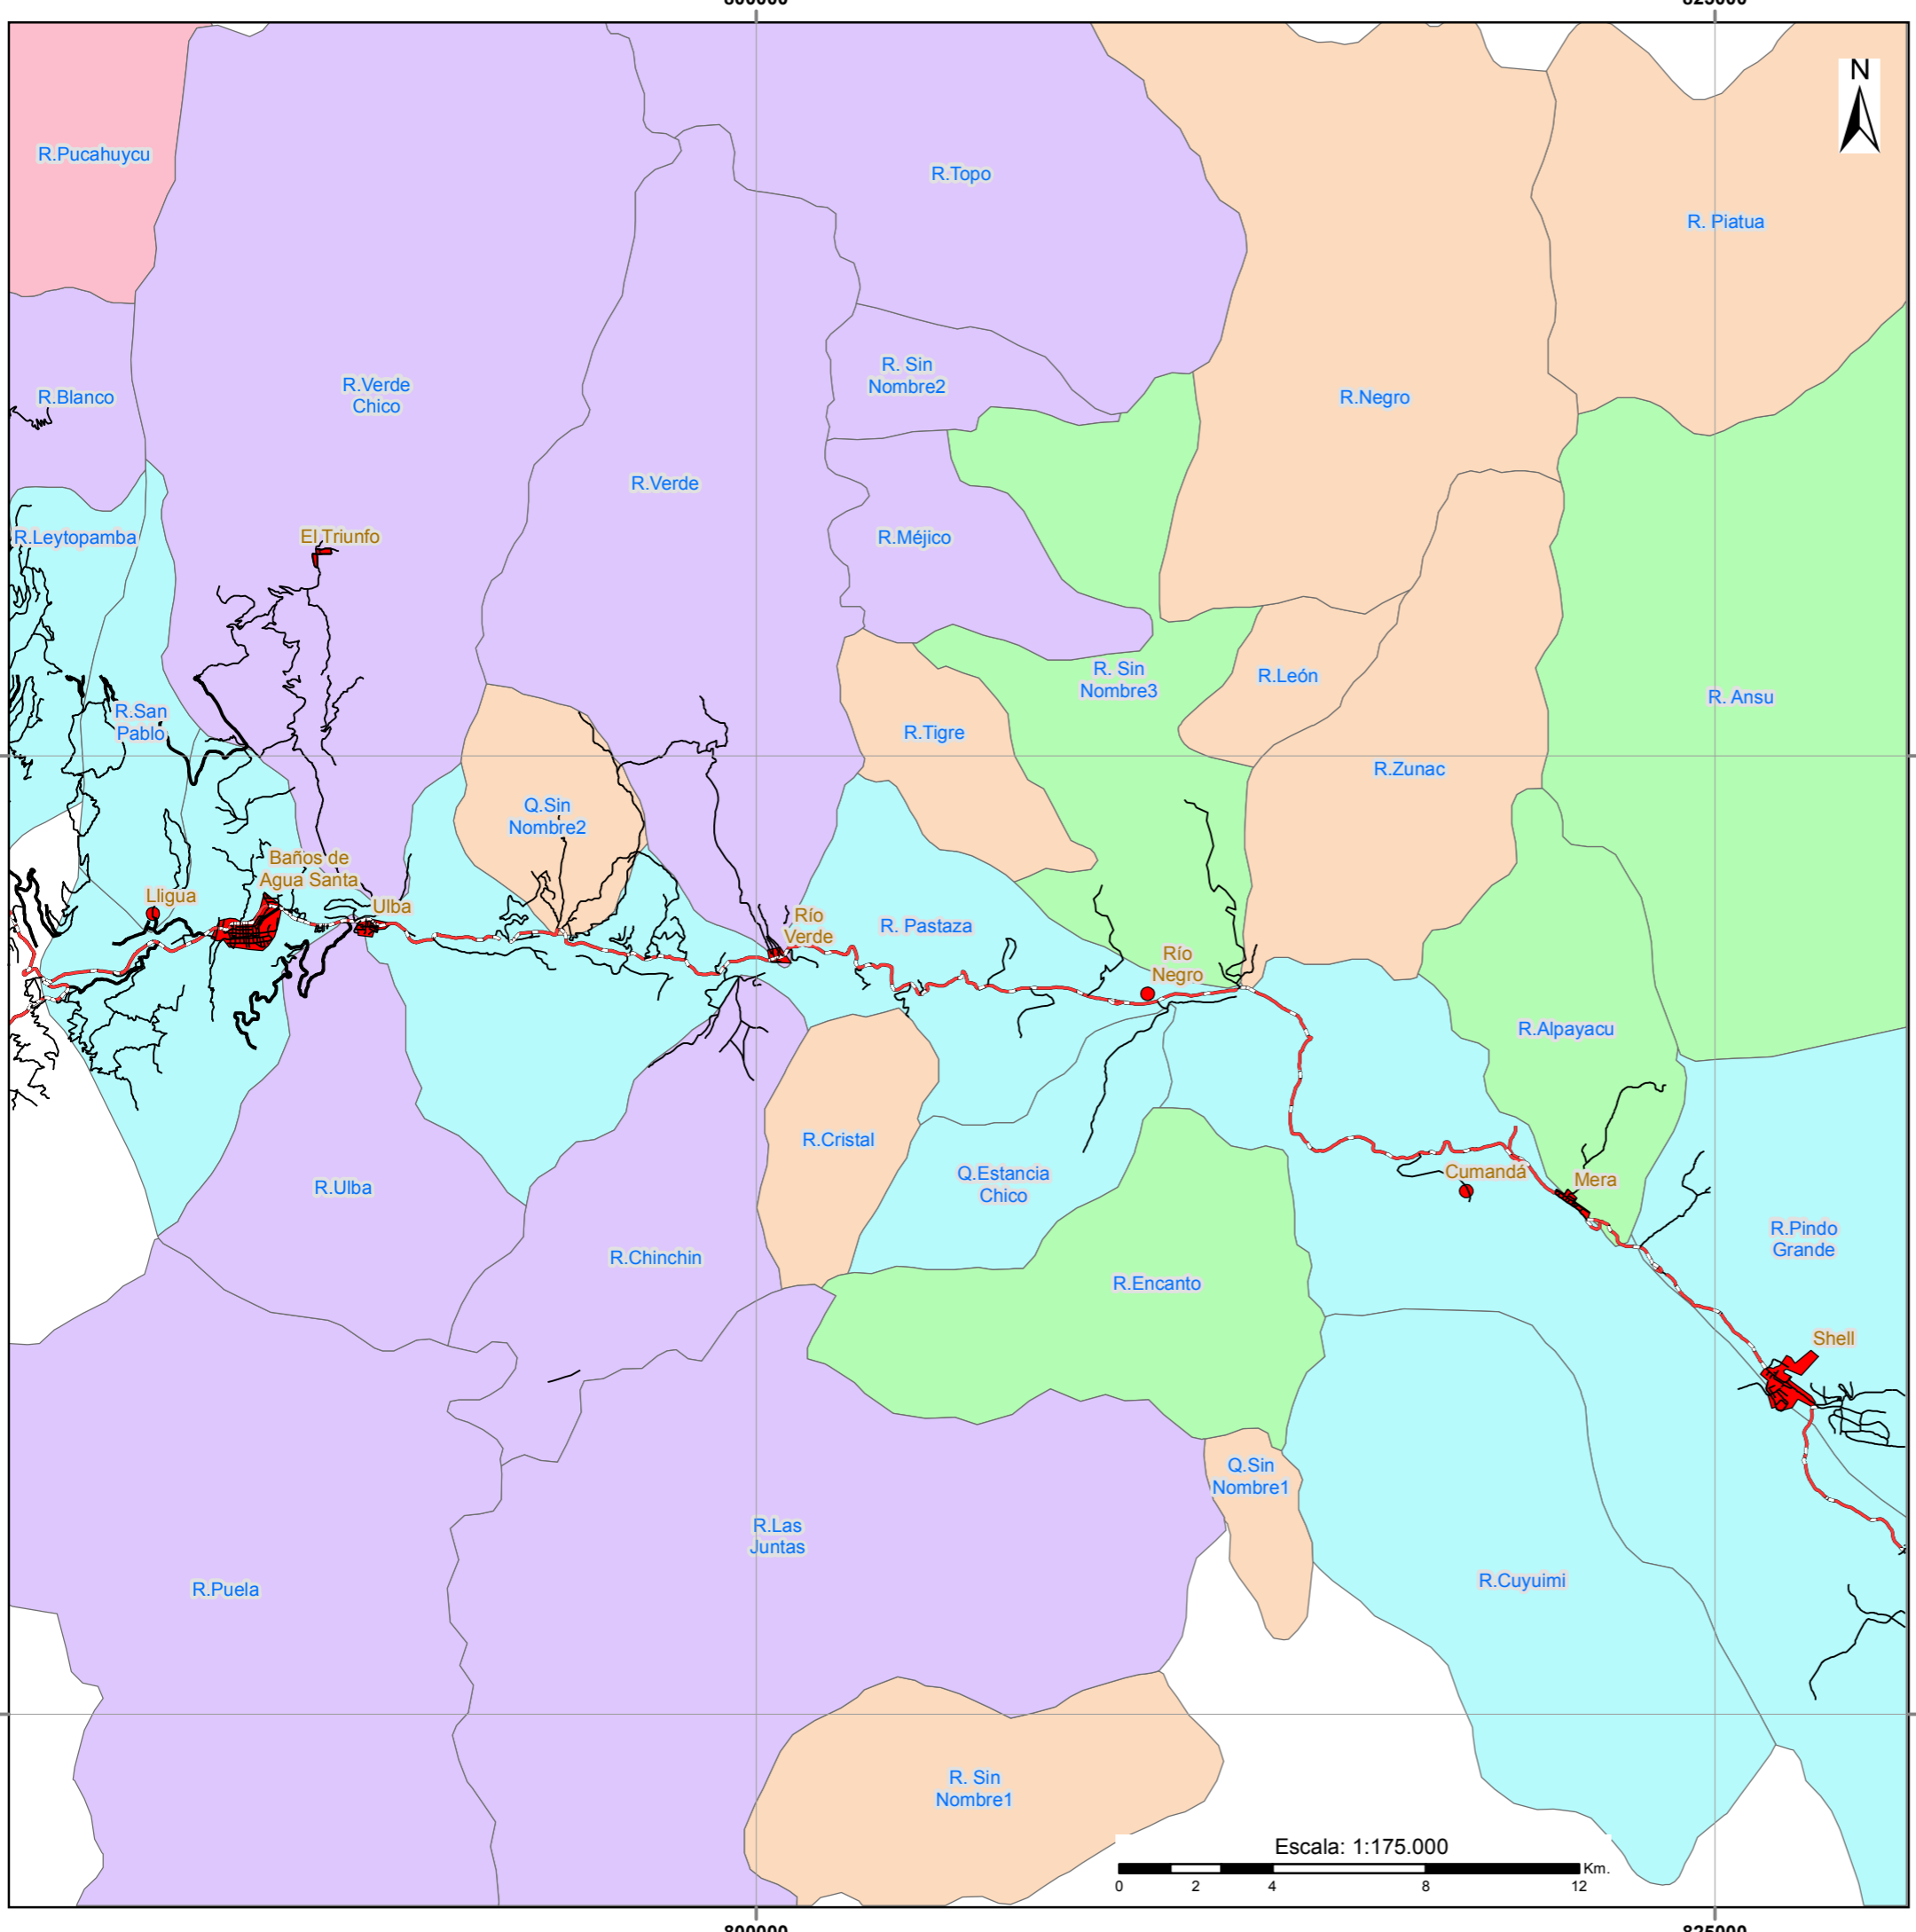 800000
825000
N
R.Pucahuycu
R.Topo
R. Piatua
R.Blanco
R.Verde
Chico
R. Sin
Nombre2
R.Negro
R.Verde
R.Leytopamba
El Triunfo
R.Méjico
R.San
Pablo
R. Sin
Nombre3
R.León
R. Ansu
R.Tigre
R.Zunac
Q.Sin
Nombre2
Baños de
Agua Santa
Lligua
Ulba
Río
Verde
R. Pastaza
Río
Negro
R.Alpayacu
R.Cristal
Q.Estancia
Chico
Cumandá
Mera
R.Ulba
R.Pindo
Grande
R.Chinchin
R.Encanto
Shell
Q.Sin
Nombre1
R.Las
Juntas
R.Puela
R.Cuyuimi
R. Sin
Nombre1
Escala: 1:175.000
Km.
0 2 4 8 12
800000
825000